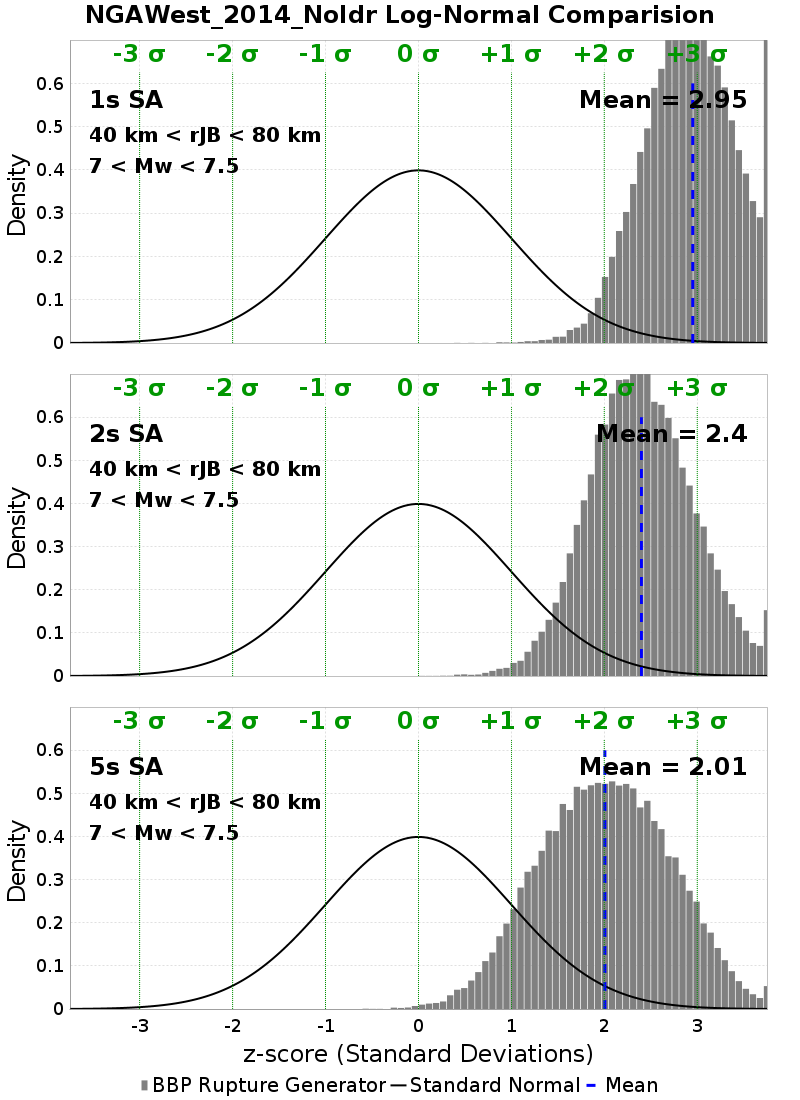 NGAWest_2014_NoIdr Log-Normal Comparision
-3 σ -2 σ -1 σ 0 σ +1 σ +2 σ +3 σ
1s SA
Mean = 2.95
40 km < rJB < 80 km
7 < Mw < 7.5
Density
0.6
0.5
0.4
0.3
0.2
0.1
0
-3 σ -2 σ -1 σ 0 σ +1 σ +2 σ +3 σ
2s SA
Mean = 2.4
40 km < rJB < 80 km
7 < Mw < 7.5
Density
0.6
0.5
0.4
0.3
0.2
0.1
0
-3 σ -2 σ -1 σ 0 σ +1 σ +2 σ +3 σ
5s SA
Mean = 2.01
40 km < rJB < 80 km
7 < Mw < 7.5
Density
0.6
0.5
0.4
0.3
0.2
0.1
0
-3 -2 -1 0 1 2 3
z-score (Standard Deviations)
BBP Rupture Generator Standard Normal Mean